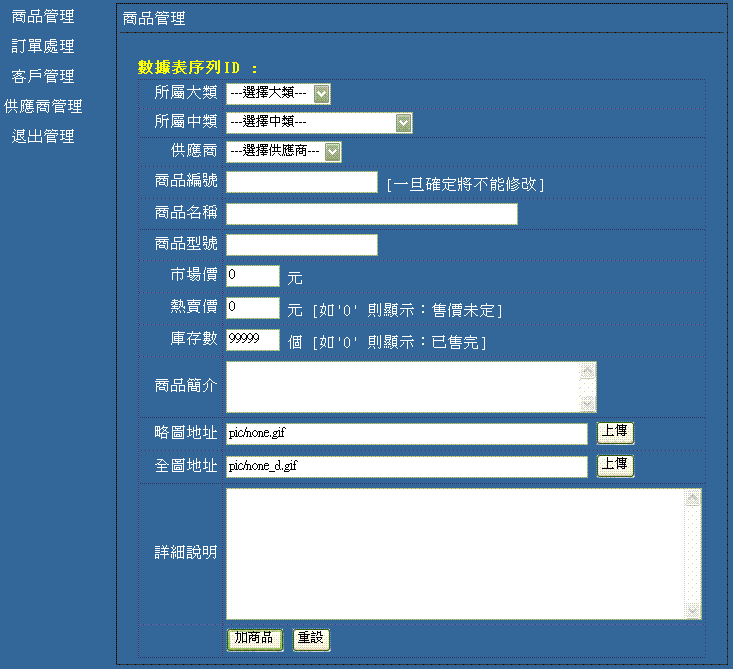 商品管理
訂單處理
客戶管理
供應商管理
退出管理
商品管理
數據表序列ID :
所屬大類 ---選擇大類---
所屬中類 ---選擇中類---
供應商 ---選擇供應商---
商品編號 [一旦確定將不能修改]
商品名稱
商品型號
市場價 0 元
熱賣價 0 元 [如'0' 則顯示：售價未定]
庫存數 99999 個 [如'0' 則顯示：已售完]
商品簡介
略圖地址 pic/none.gif 上傳
全圖地址 pic/none_d.gif 上傳
詳細說明
加商品 重設